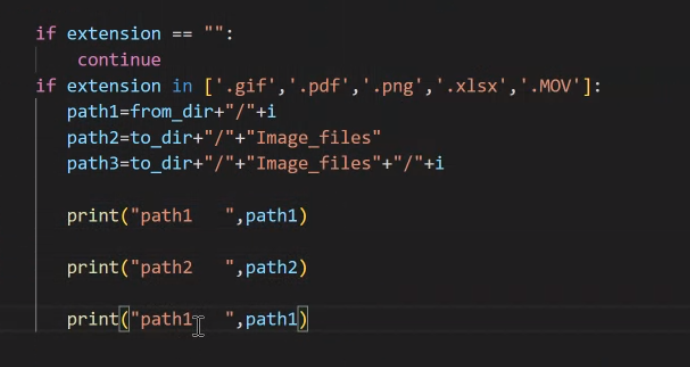 if extension == "":
continue
if extension in ['.gif','.pdf','.png','.xlsx','.MOV']:
path1=from_dir+"/"+i
path2=to_dir+"/"+"Image_files"
path3=to_dir+"/"+"Image_files"+"/"+i
print("path1   ",path1)
print("path2   ",path2)
print("path1   ",path1)